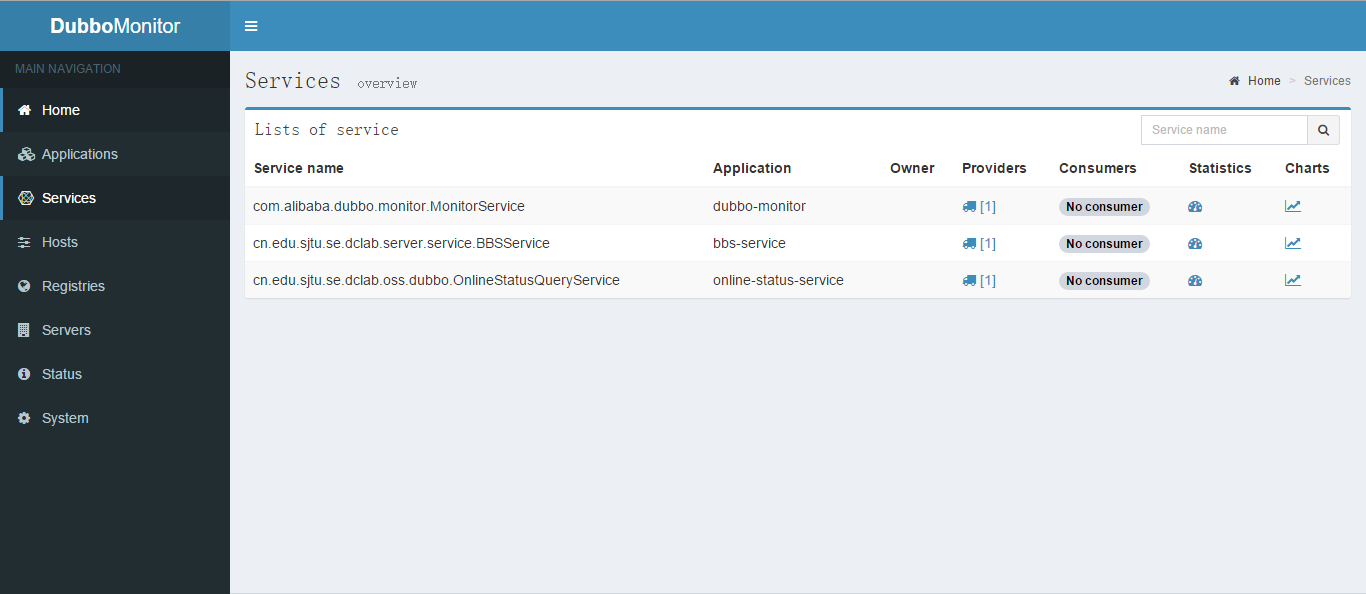 DubboMonitor
MAIN NAVIGATION
Home
Applications
Services
Hosts
Registries
Servers
Status
System
Services overview
Home > Services
Lists of service
Service name
Service name Application Owner Providers Consumers Statistics Charts
com.alibaba.dubbo.monitor.MonitorService dubbo-monitor [1] No consumer
cn.edu.sjtu.se.dclab.server.service.BBSService bbs-service [1] No consumer
cn.edu.sjtu.se.dclab.oss.dubbo.OnlineStatusQueryService online-status-service [1] No consumer